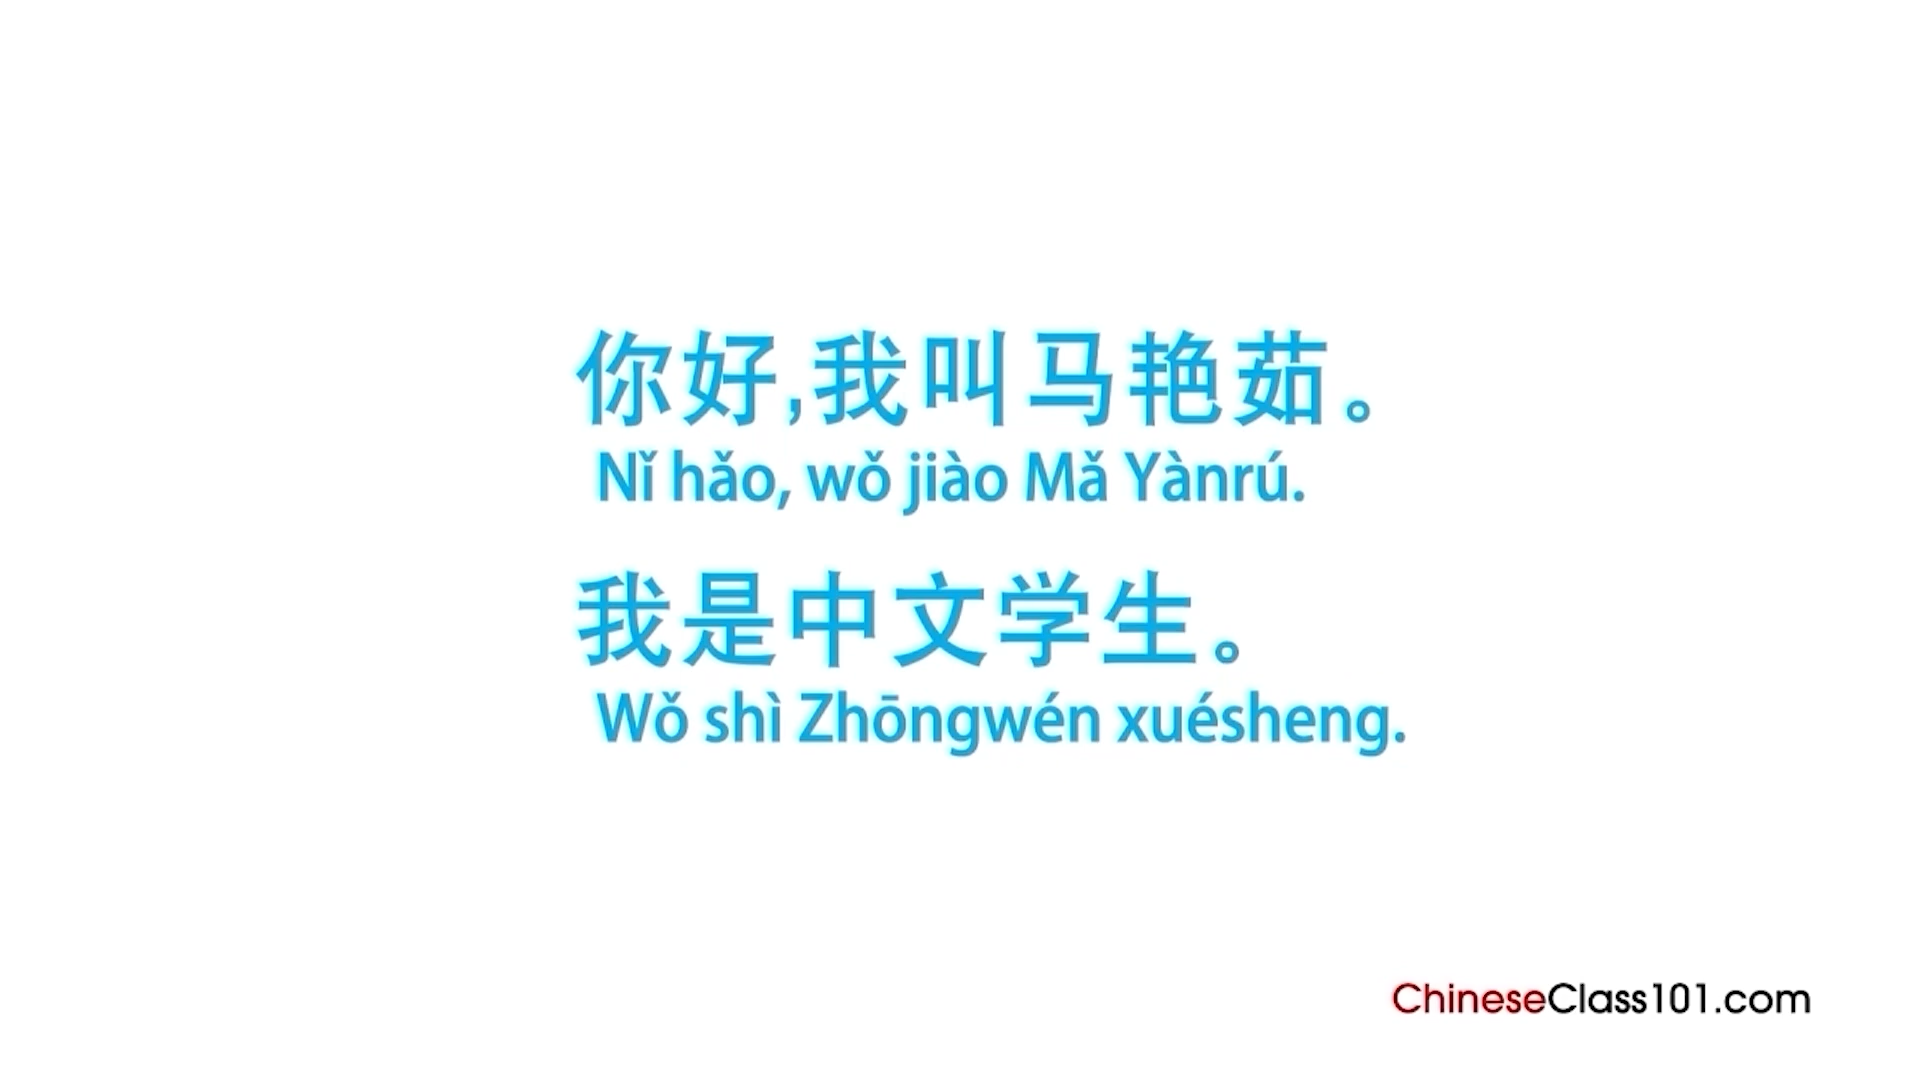 你好,我叫马艳茹。
Nǐ hǎo, wǒ jiào Mǎ Yànrú.
我是中文学生。
Wǒ shì Zhōngwén xuésheng.
ChineseClass101.com